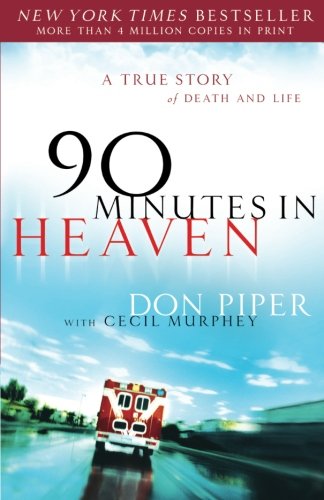 NEW YORK TIMES BESTSELLER
MORE THAN 4 MILLION COPIES IN PRINT
A TRUE STORY
of DEATH AND LIFE
90
MINUTES IN
HEAVEN
DON PIPER
WITH CECIL MURPHEY